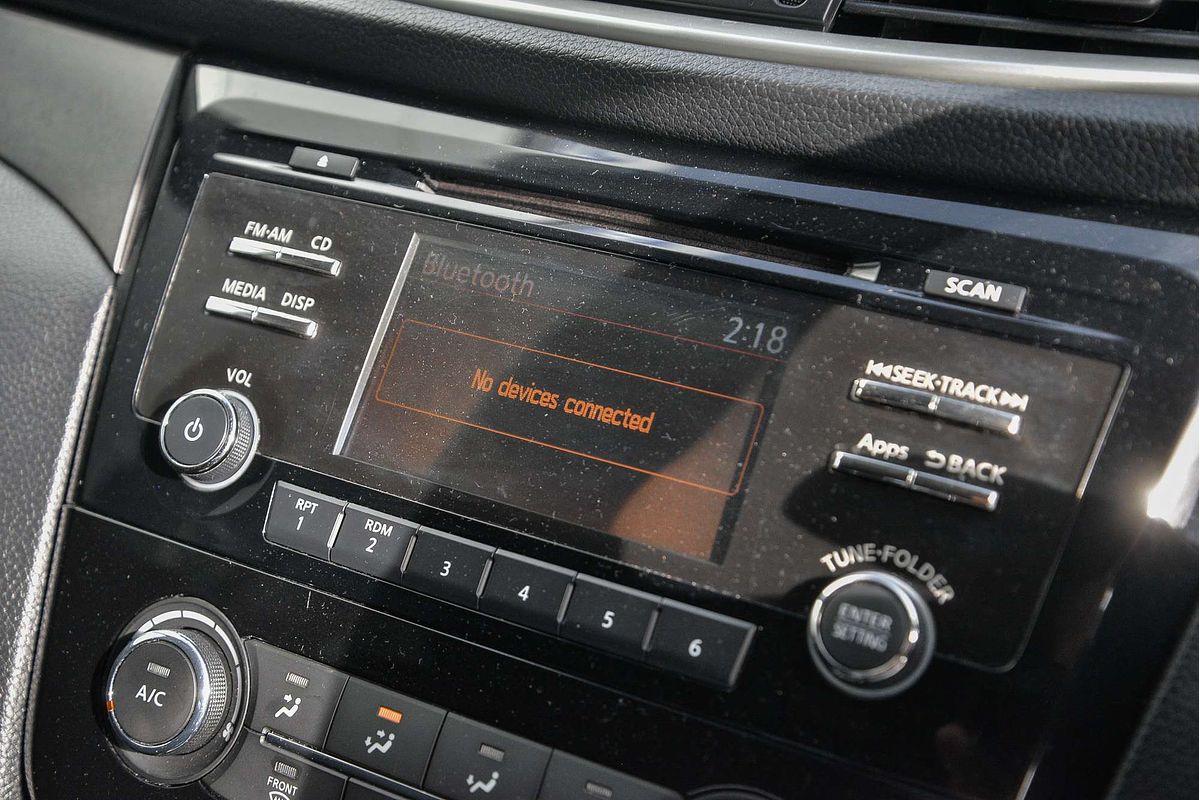 FM·AM CD
MEDIA DISP
VOL
Bluetooth
2:18
No devices connected
SCAN
SEEK·TRACK
Apps BACK
TUNE·FOLDER
ENTER
SETTING
RPT
1
RDM
2
3
4
5
6
A/C
FRONT